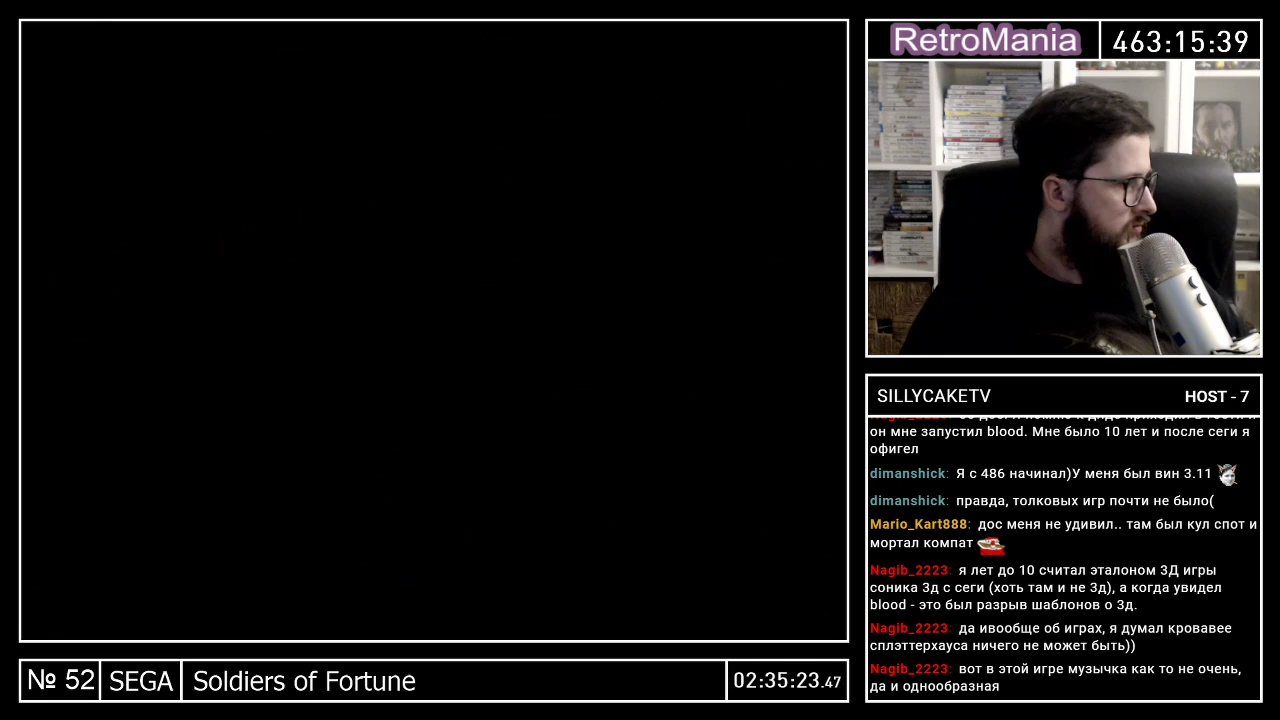 RetroMania
463:15:39
SILLYCAKETV
HOST - 7
он мне запустил blood. Мне было 10 лет и после сеги я
офигел
dimanshick: Я с 486 начинал)У меня был вин 3.11
dimanshick: правда, толковых игр почти не было(
Mario_Kart888: дос меня не удивил.. там был кул спот и
мортал компат
Nagib_2223: я лет до 10 считал эталоном 3Д игры
соника 3д с сеги (хоть там и не 3д), а когда увидел
blood - это был разрыв шаблонов о 3д.
Nagib_2223: да ивообще об играх, я думал кровавее
сплэттерхауса ничего не может быть))
Nagib_2223: вот в этой игре музычка как то не очень,
да и однообразная
№ 52
SEGA
Soldiers of Fortune
02:35:23.47